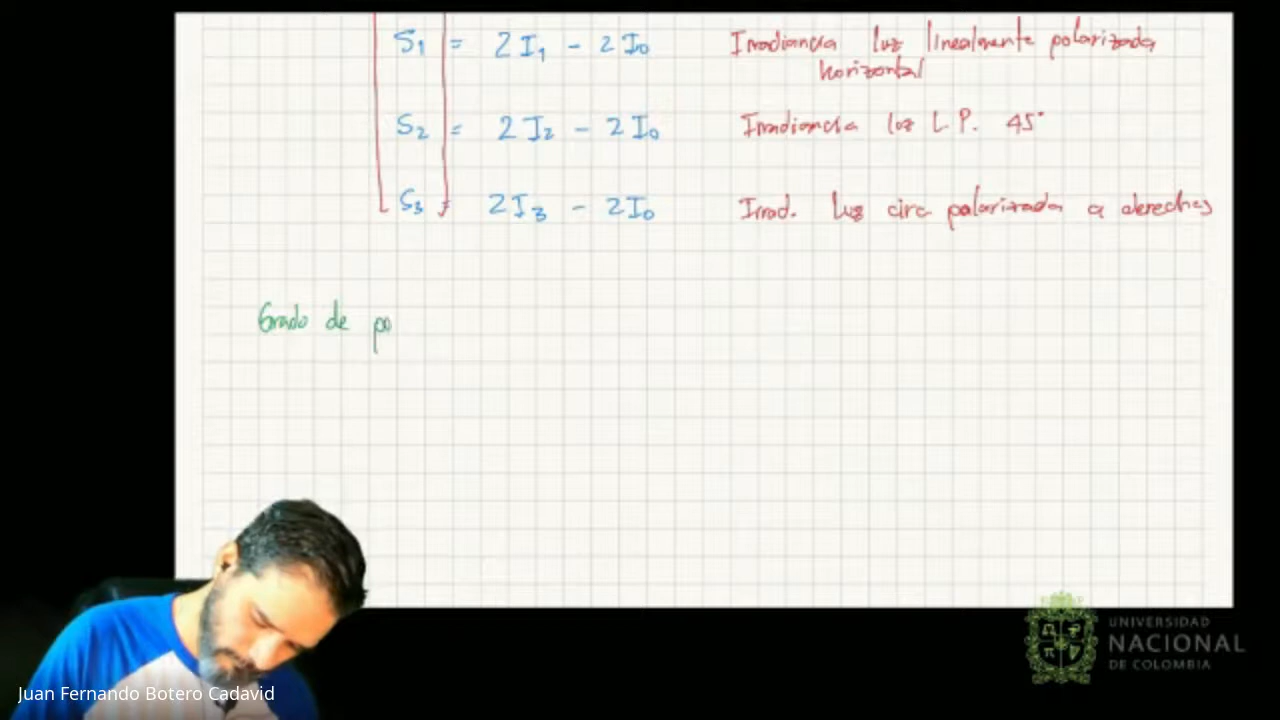 S₁ = 2I₁ - 2I₀ Irradiancia luz linealmente polarizada
horizontal
S₂ = 2I₂ - 2I₀ Irradiancia luz L.P. 45°
S₃ = 2I₃ - 2I₀ Irrad. luz circ polarizada a derechas
Grado de po
UNIVERSIDAD
NACIONAL
DE COLOMBIA
Juan Fernando Botero Cadavid